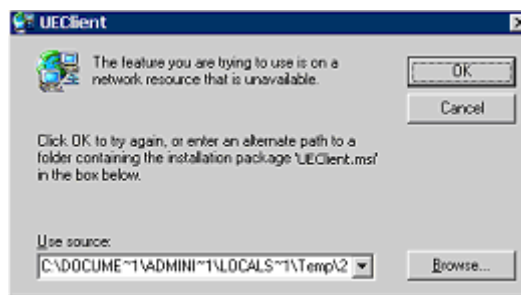 UEClient
The feature you are trying to use is on a
network resource that is unavailable.
OK
Cancel
Click OK to try again, or enter an alternate path to a
folder containing the installation package 'UEClient.msi'
in the box below.
Use source:
C:\DOCUME~1\ADMINI~1\LOCALS~1\Temp\2
Browse...